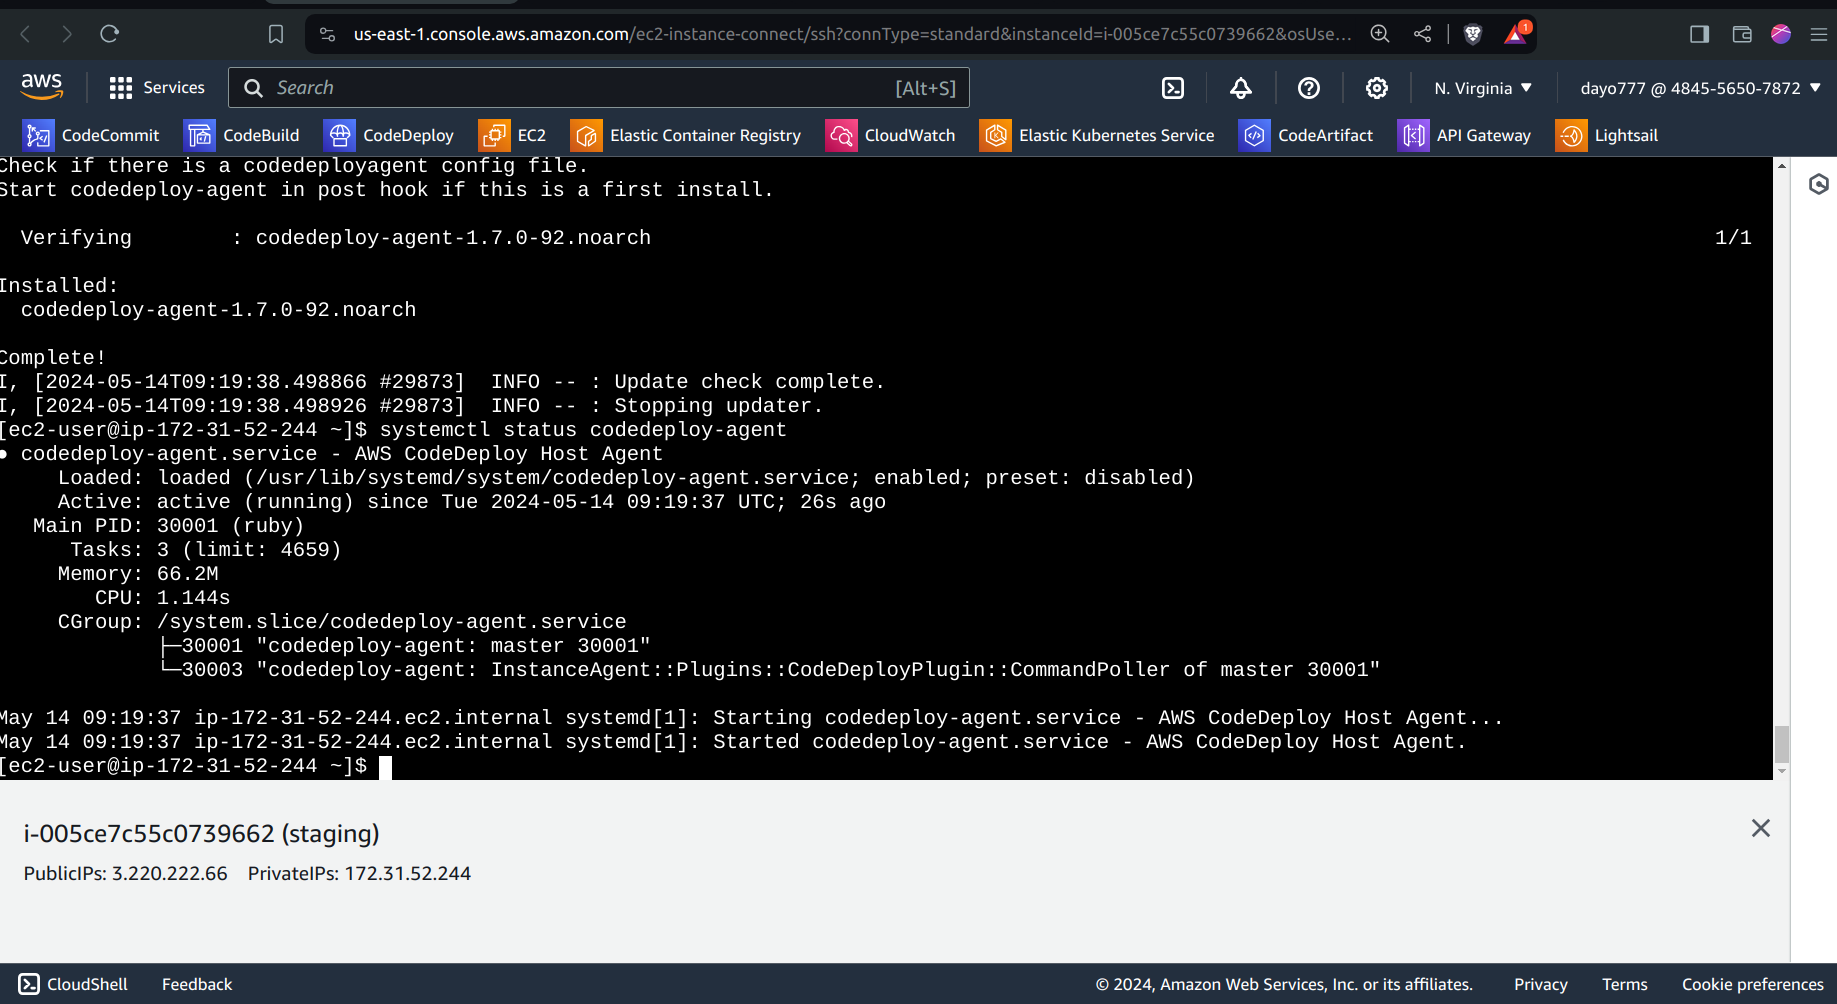 us-east-1.console.aws.amazon.com/ec2-instance-connect/ssh?connType=standard&instanceId=i-005ce7c55c0739662&osUse...
1
aws
Services
Search
[Alt+S]
N. Virginia
dayo777 @ 4845-5650-7872
CodeCommit
CodeBuild
CodeDeploy
EC2
Elastic Container Registry
CloudWatch
Elastic Kubernetes Service
CodeArtifact
API Gateway
Lightsail
Check if there is a codedeployagent config file.
Start codedeploy-agent in post hook if this is a first install.
Verifying        : codedeploy-agent-1.7.0-92.noarch 1/1
Installed:
codedeploy-agent-1.7.0-92.noarch
Complete!
I, [2024-05-14T09:19:38.498866 #29873]  INFO -- : Update check complete.
I, [2024-05-14T09:19:38.498926 #29873]  INFO -- : Stopping updater.
[ec2-user@ip-172-31-52-244 ~]$ systemctl status codedeploy-agent
● codedeploy-agent.service - AWS CodeDeploy Host Agent
Loaded: loaded (/usr/lib/systemd/system/codedeploy-agent.service; enabled; preset: disabled)
Active: active (running) since Tue 2024-05-14 09:19:37 UTC; 26s ago
Main PID: 30001 (ruby)
Tasks: 3 (limit: 4659)
Memory: 66.2M
CPU: 1.144s
CGroup: /system.slice/codedeploy-agent.service
├─30001 "codedeploy-agent: master 30001"
└─30003 "codedeploy-agent: InstanceAgent::Plugins::CodeDeployPlugin::CommandPoller of master 30001"
May 14 09:19:37 ip-172-31-52-244.ec2.internal systemd[1]: Starting codedeploy-agent.service - AWS CodeDeploy Host Agent...
May 14 09:19:37 ip-172-31-52-244.ec2.internal systemd[1]: Started codedeploy-agent.service - AWS CodeDeploy Host Agent.
[ec2-user@ip-172-31-52-244 ~]$
i-005ce7c55c0739662 (staging)
PublicIPs: 3.220.222.66 PrivateIPs: 172.31.52.244
CloudShell
Feedback
© 2024, Amazon Web Services, Inc. or its affiliates.
Privacy
Terms
Cookie preferences